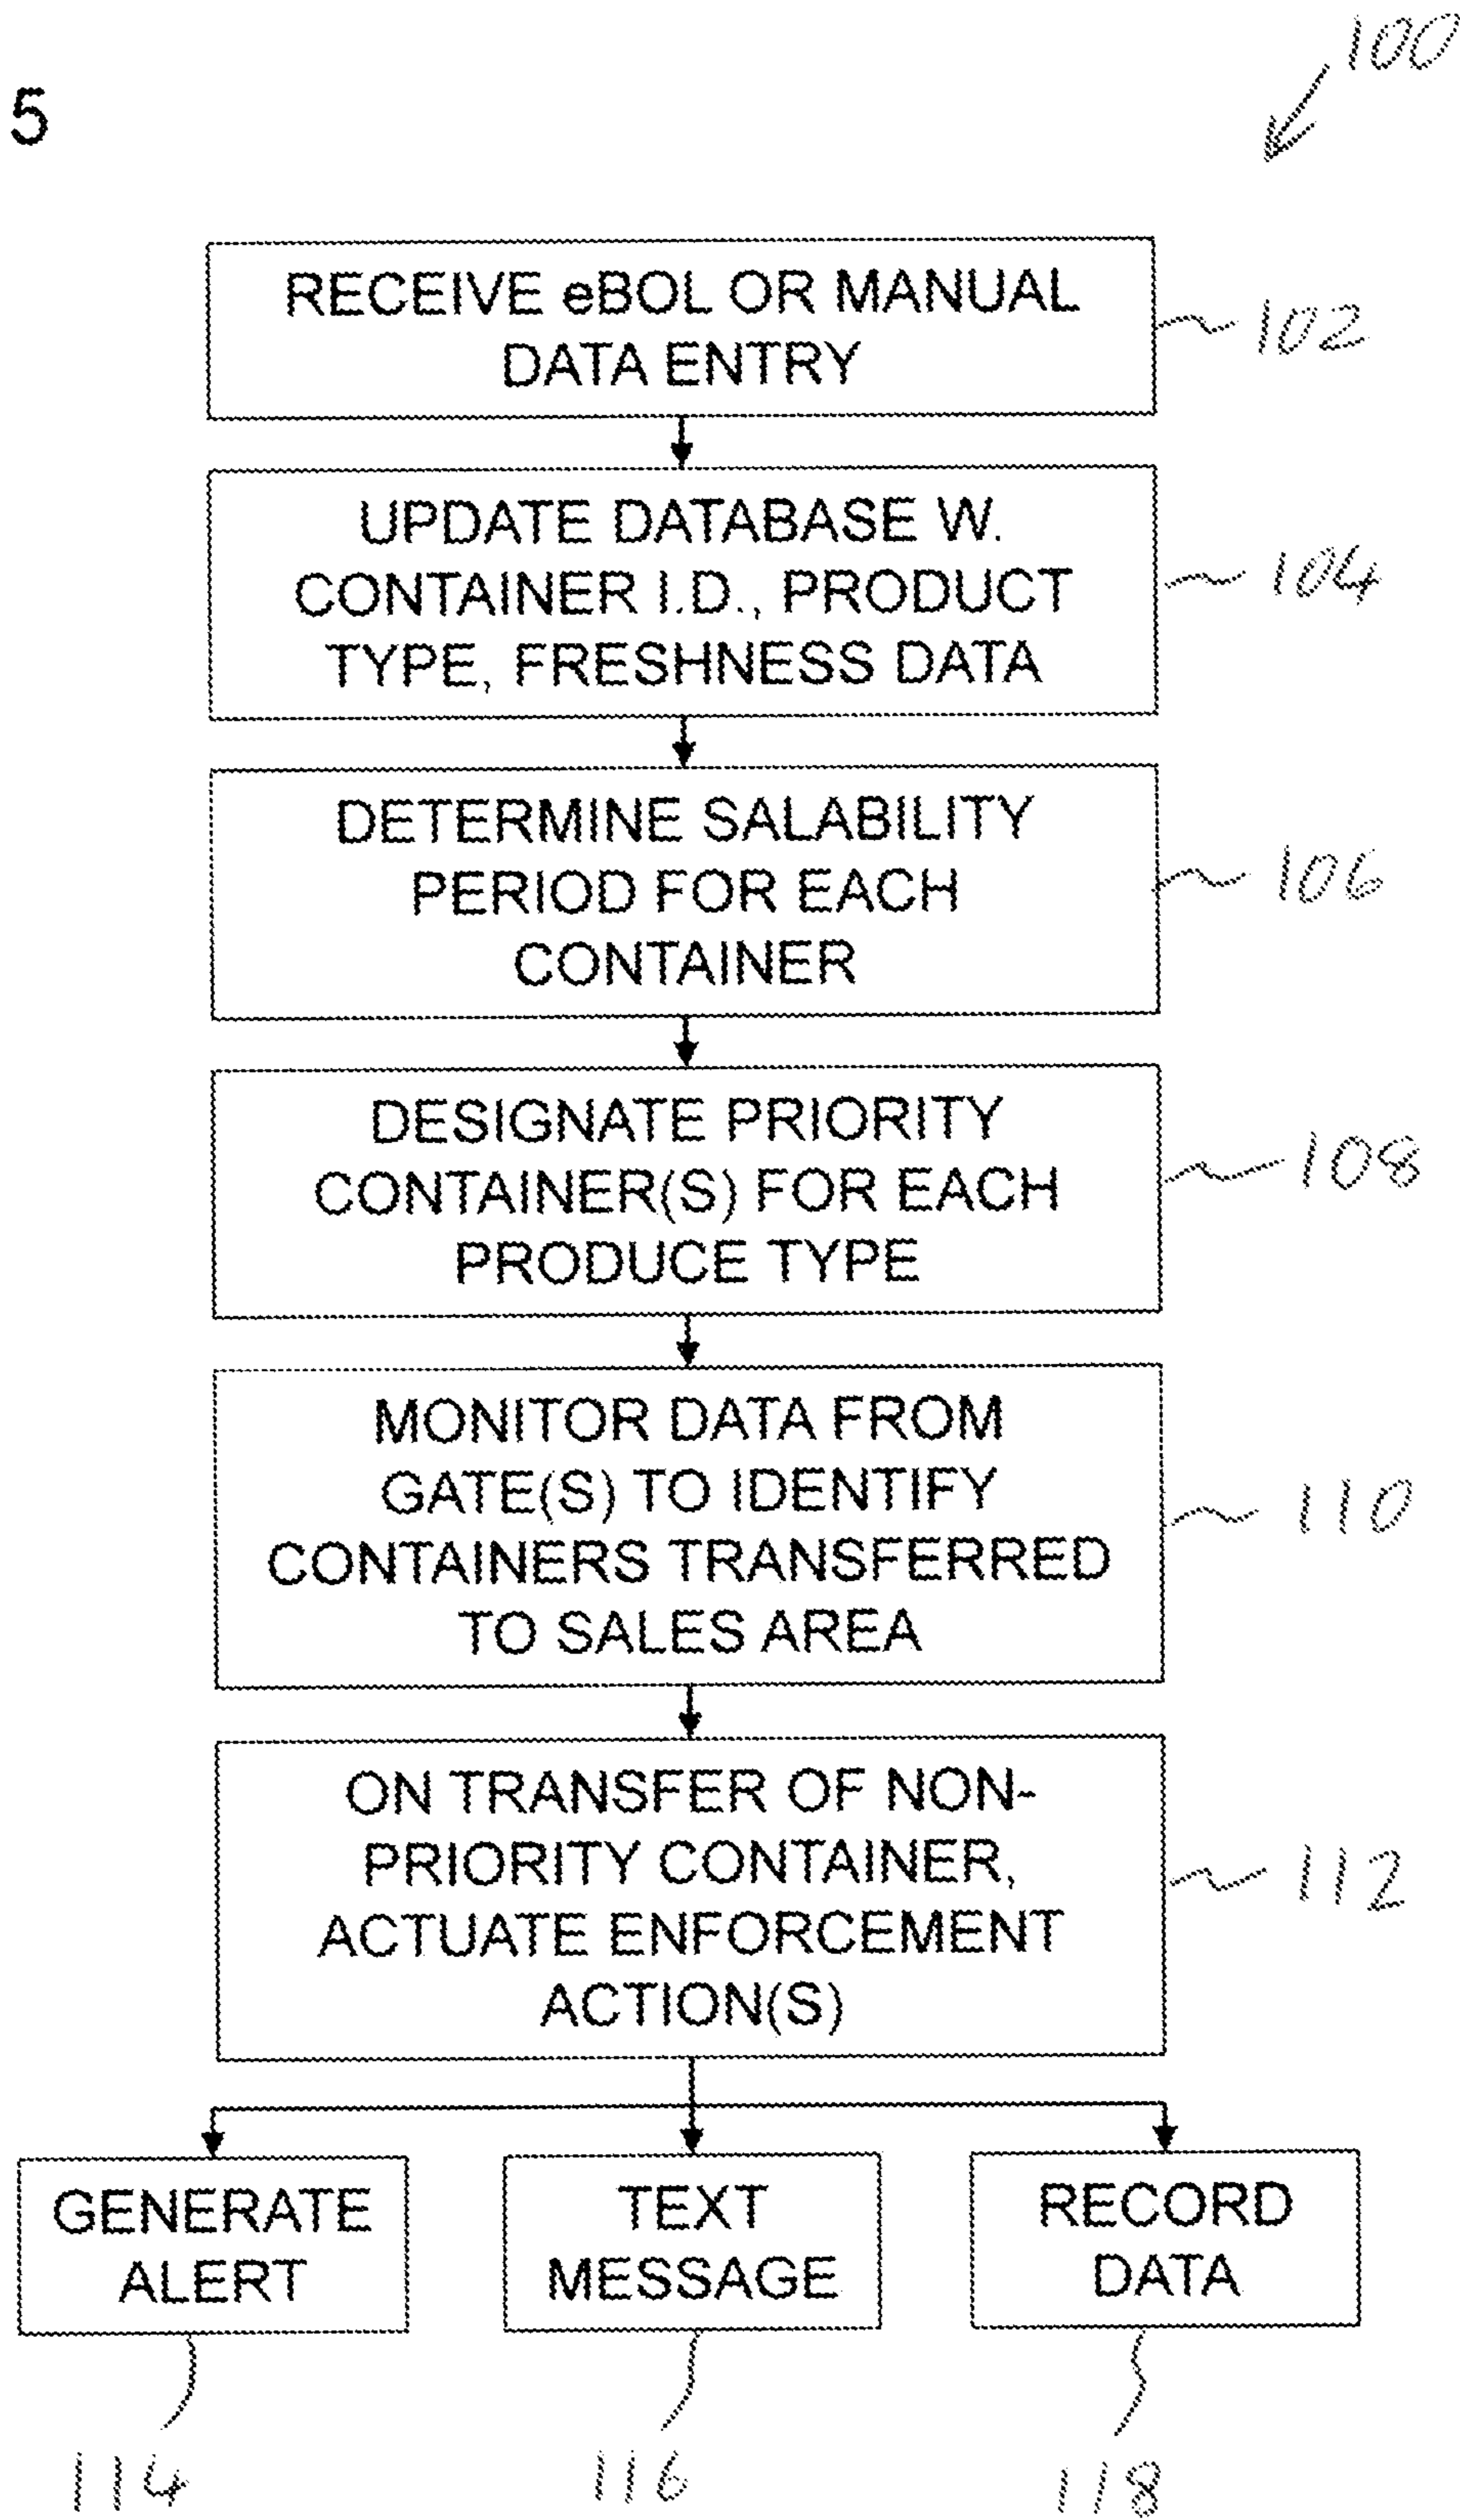 100
5
RECEIVE eBOL OR MANUAL
DATA ENTRY
102
UPDATE DATABASE W.
CONTAINER I.D., PRODUCT
TYPE, FRESHNESS DATA
104
DETERMINE SALABILITY
PERIOD FOR EACH
CONTAINER
106
DESIGNATE PRIORITY
CONTAINER(S) FOR EACH
PRODUCE TYPE
108
MONITOR DATA FROM
GATE(S) TO IDENTIFY
CONTAINERS TRANSFERRED
TO SALES AREA
110
ON TRANSFER OF NON-
PRIORITY CONTAINER,
ACTUATE ENFORCEMENT
ACTION(S)
112
GENERATE
ALERT
TEXT
MESSAGE
RECORD
DATA
114
116
118